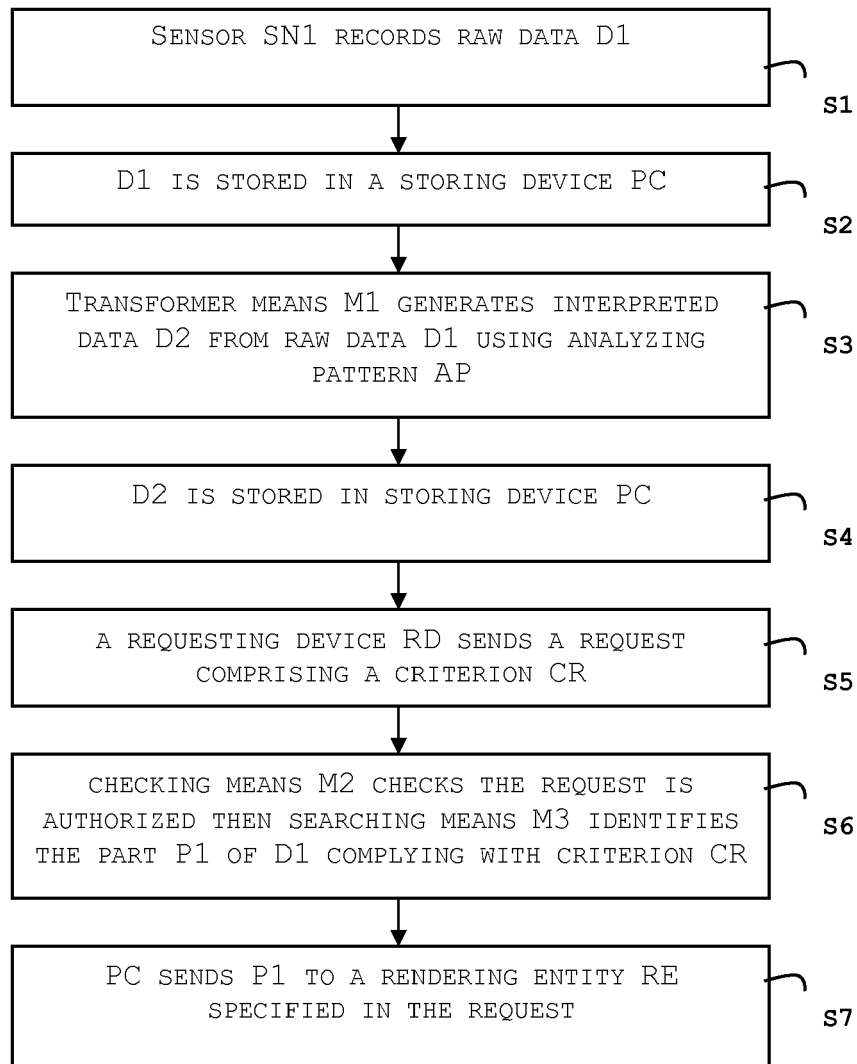 SENSOR SN1 RECORDS RAW DATA D1
S1
D1 IS STORED IN A STORING DEVICE PC
S2
TRANSFORMER MEANS M1 GENERATES INTERPRETED
DATA D2 FROM RAW DATA D1 USING ANALYZING
PATTERN AP
S3
D2 IS STORED IN STORING DEVICE PC
S4
A REQUESTING DEVICE RD SENDS A REQUEST
COMPRISING A CRITERION CR
S5
CHECKING MEANS M2 CHECKS THE REQUEST IS
AUTHORIZED THEN SEARCHING MEANS M3 IDENTIFIES
THE PART P1 OF D1 COMPLYING WITH CRITERION CR
S6
PC SENDS P1 TO A RENDERING ENTITY RE
SPECIFIED IN THE REQUEST
S7